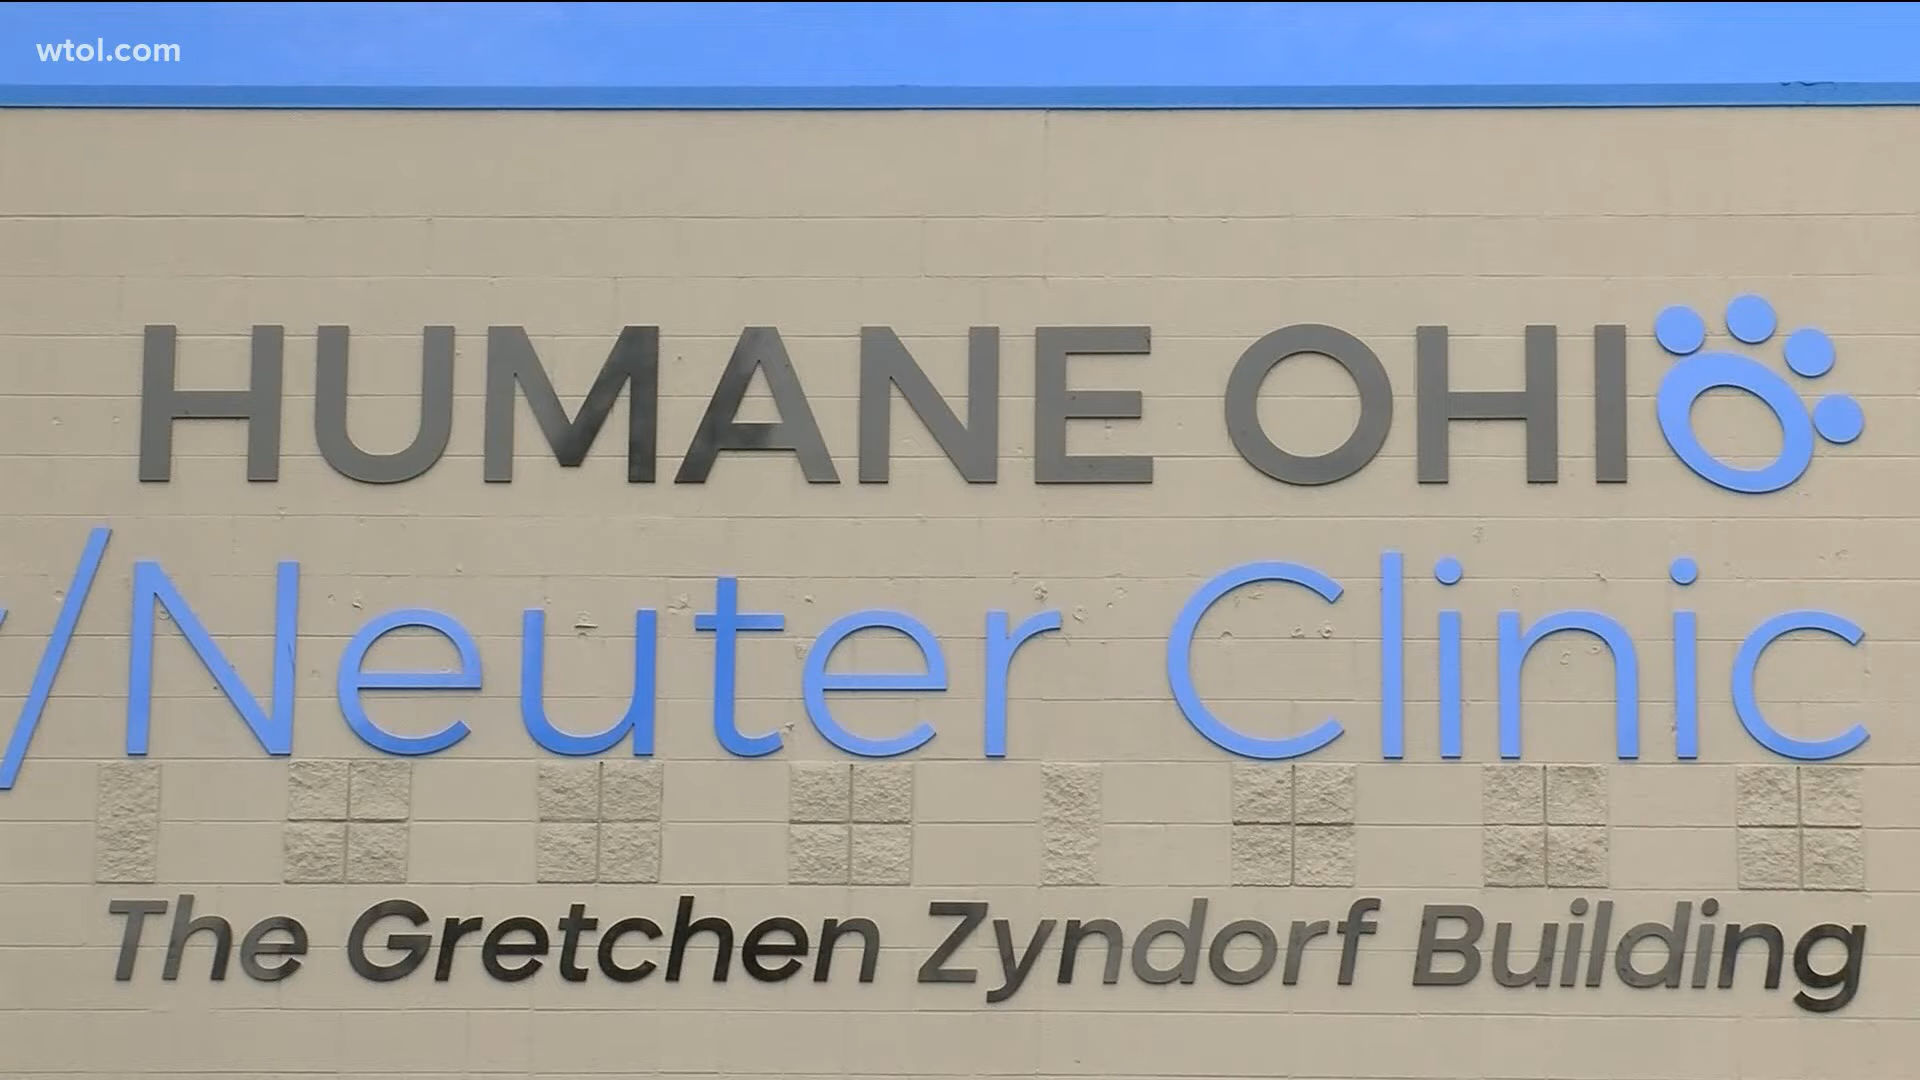 wtol.com
HUMANE OHIO
/Neuter Clinic
The Gretchen Zyndorf Building